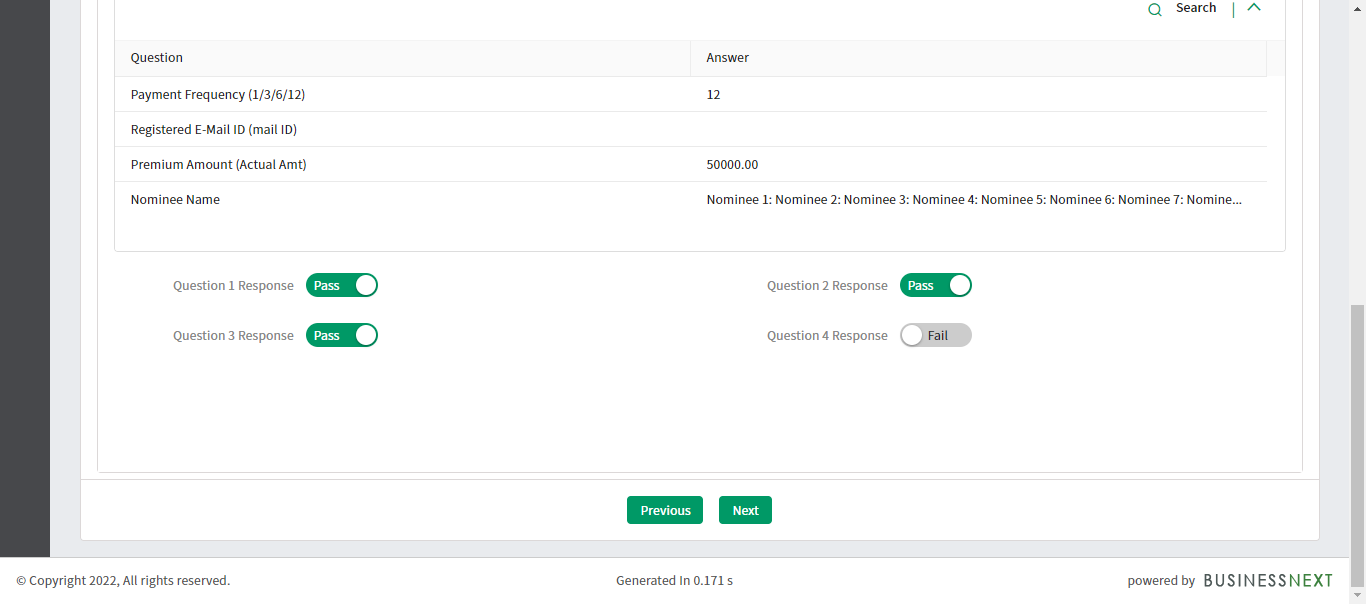 Search |
Question Answer
Payment Frequency (1/3/6/12) 12
Registered E-Mail ID (mail ID)
Premium Amount (Actual Amt) 50000.00
Nominee Name Nominee 1: Nominee 2: Nominee 3: Nominee 4: Nominee 5: Nominee 6: Nominee 7: Nomine...
Question 1 Response Pass Question 2 Response Pass
Question 3 Response Pass Question 4 Response Fail
Previous Next
© Copyright 2022, All rights reserved. Generated In 0.171 s powered by BUSINESSNEXT